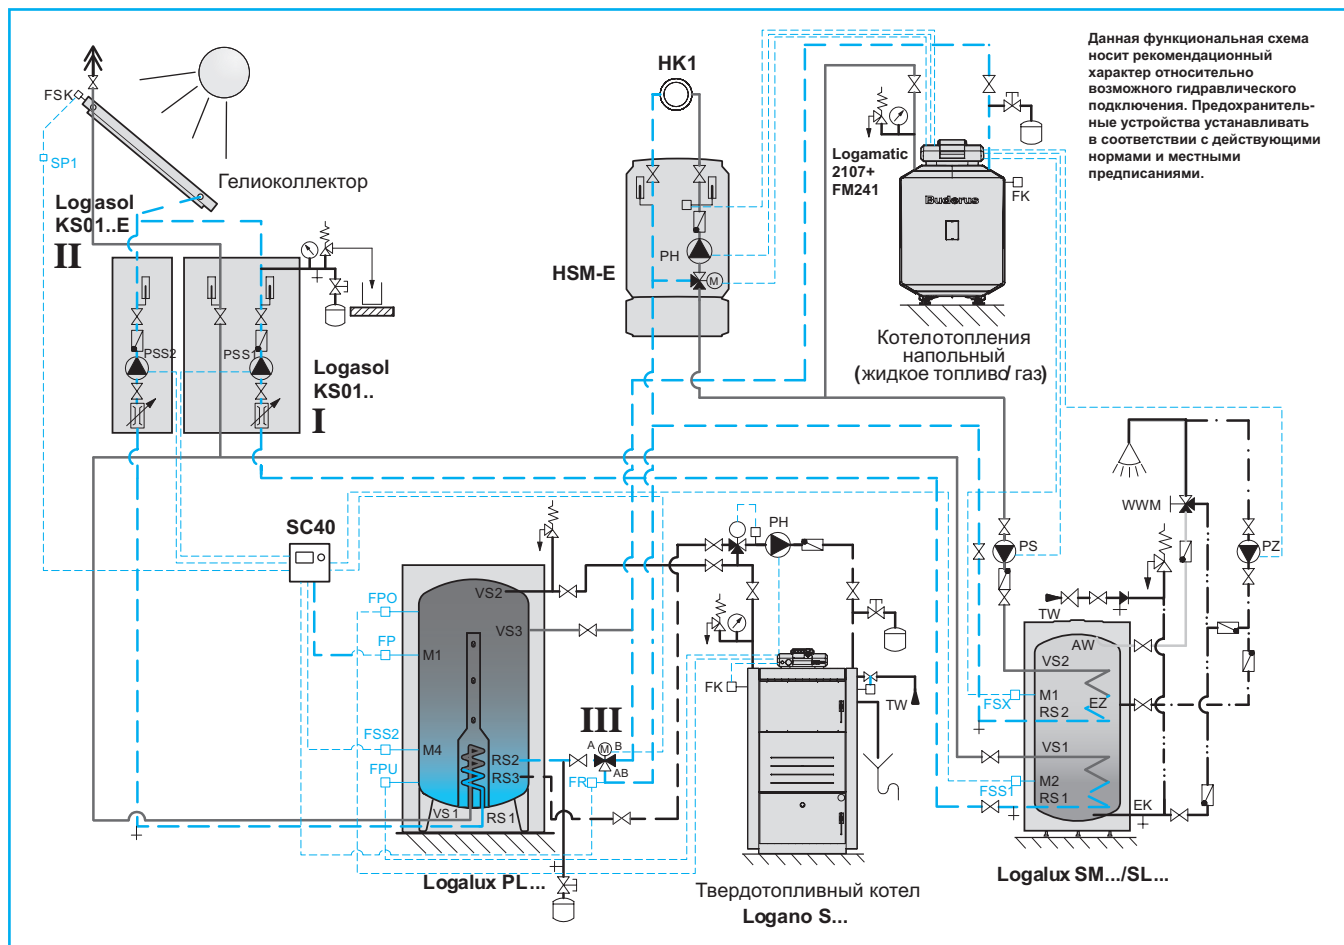 Данная функциональная схема
носит рекомендационный
характер относительно
возможного гидравлического
подключения. Предохранитель-
ные устройства устанавливать
в соответствии с действующими
нормами и местными
предписаниями.
HK1
FSK
SP1
Гелиоколлектор
Logasol
KS01..E
II
Logamatic
2107+
FM241
Buderus
FK
PH
M
HSM-E
PSS2
PSS1
Logasol
KS01..
I
Котел отопления
напольный
(жидкое топливо/ газ)
WWM
SC40
PH
PS
PZ
FPO
VS2
FP
M1
VS3
TW
AW
VS2
FK
TW
FSX
M1
EZ
RS2
III
FSS2
M4
A
M
B
AB
RS2
RS3
FPU
FR
VS1
M2
FSS1
RS1
VS1
RS1
EK
Logalux PL...
Твердотопливный котел
Logano S...
Logalux SM.../SL...